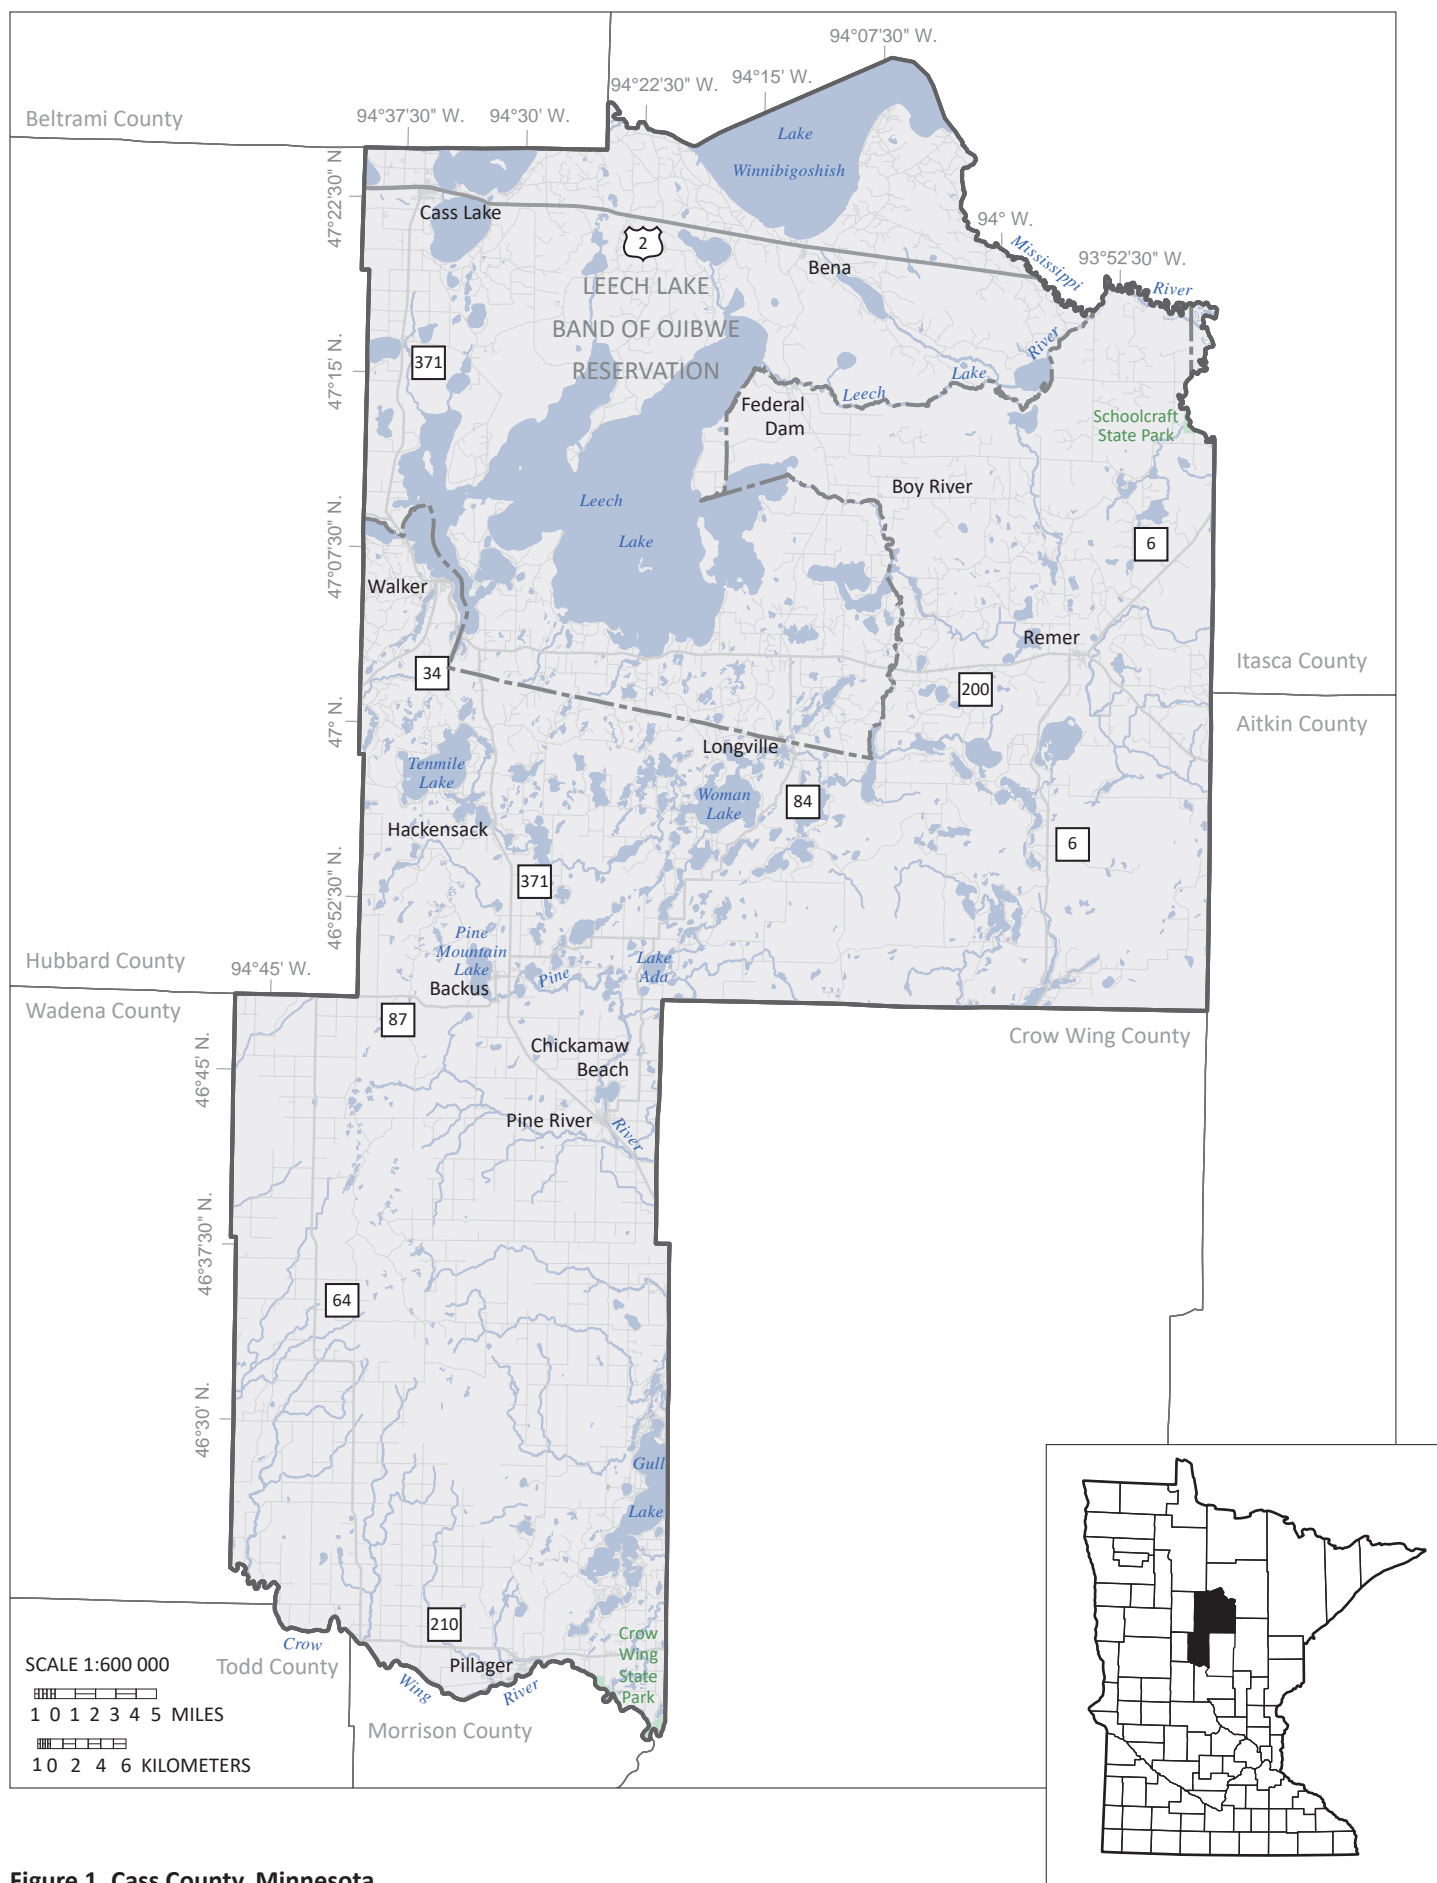 94°07'30" W.
94°15' W.
94°22'30" W.
94°37'30" W.
94°30' W.
Beltrami County
Lake
Winnibigoshish
47°22'30" N.
Cass Lake
94° W.
2
Mississippi
93°52'30" W.
Bena
LEECH LAKE
River
BAND OF OJIBWE
River
47°15' N.
371
RESERVATION
Lake
Leech
Federal
Dam
Schoolcraft
State Park
Boy River
Leech
47°07'30" N.
Lake
6
Walker
Remer
Itasca County
34
200
47° N.
Aitkin County
Longville
Tenmile
Lake
Woman
Lake
84
Hackensack
6
371
46°52'30" N.
Pine
Mountain
Lake
Lake
Ada
Hubbard County
94°45' W.
Pine
Backus
Wadena County
87
Crow Wing County
46°45' N.
Chickamaw
Beach
Pine River
River
46°37'30" N.
64
46°30' N.
Gull
Lake
210
Crow
Wing
State
Park
Crow
SCALE 1:600 000
Todd County
Pillager
Wing
River
1 0 1 2 3 4 5 MILES
Morrison County
1 0 2 4 6 KILOMETERS
Figure 1. Cass County, Minnesota